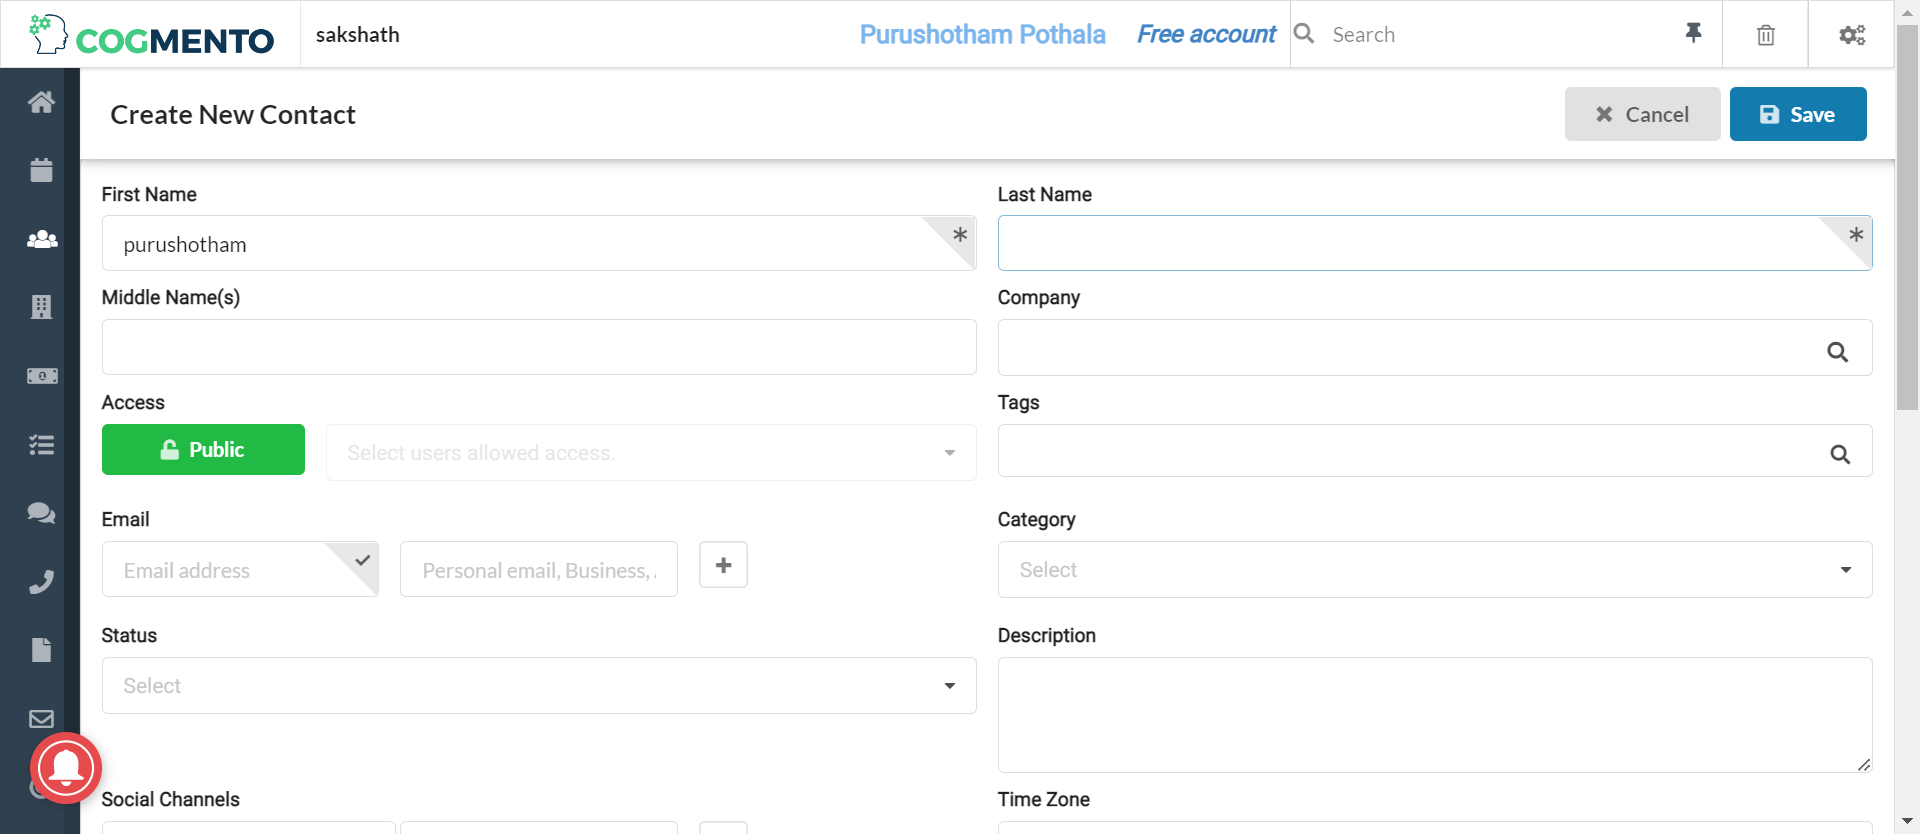 COGMENTO
sakshath
Purushotham Pothala
Free account
Search
Create New Contact
Cancel
Save
First Name
Last Name
purushotham
Middle Name(s)
Company
Access
Tags
Public
Select users allowed access.
Email
Category
Email address
Personal email, Business,
Select
Status
Description
Select
Social Channels
Time Zone